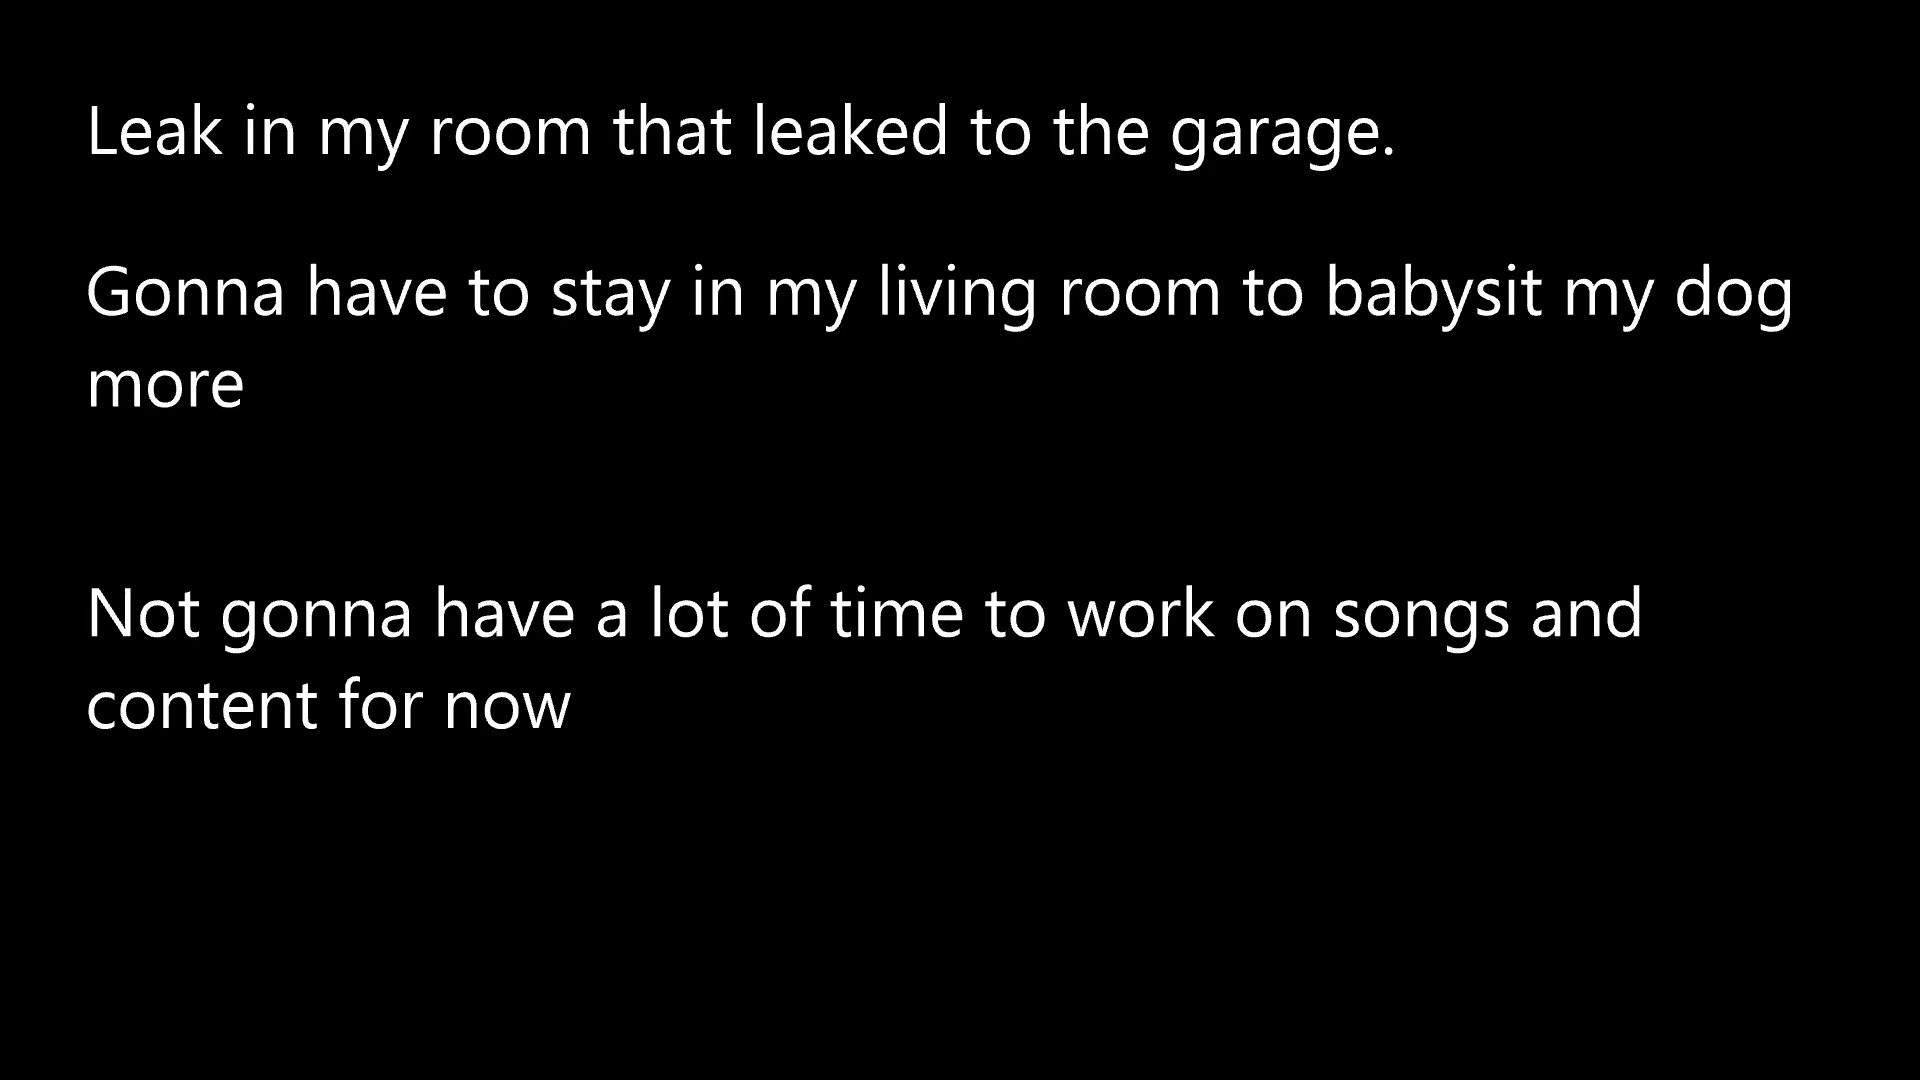 Leak in my room that leaked to the garage.
Gonna have to stay in my living room to babysit my dog
more
Not gonna have a lot of time to work on songs and
content for now